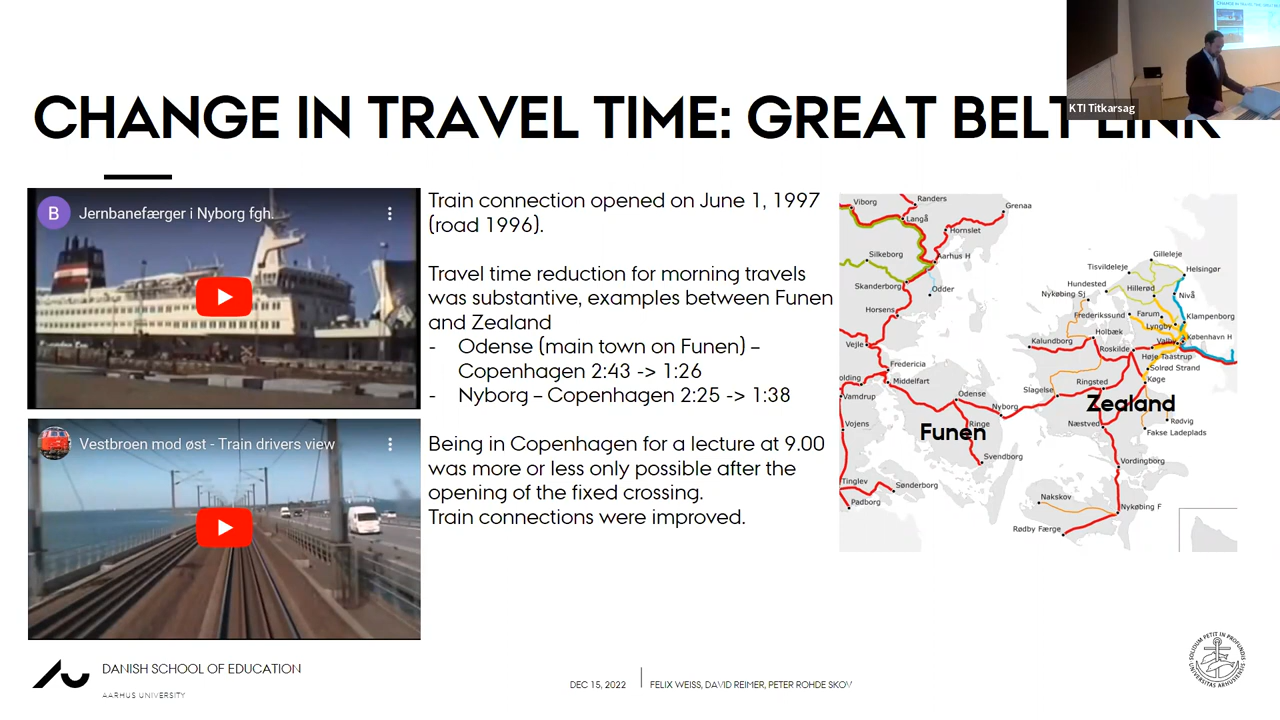 CHANGE IN TRAVEL TIME: GREAT BELT LINK
KTI Titkarsag
B
Jernbanefærger i Nyborg fgh.
Vestbroen mod øst - Train drivers view
Train connection opened on June 1, 1997
(road 1996).
Travel time reduction for morning travels
was substantive, examples between Funen
and Zealand
- Odense (main town on Funen) –
Copenhagen 2:43 -> 1:26
- Nyborg – Copenhagen 2:25 -> 1:38
Being in Copenhagen for a lecture at 9.00
was more or less only possible after the
opening of the fixed crossing.
Train connections were improved.
Viborg
Randers
Grenaa
Langå
Hornslet
Silkeborg
Aarhus H
Skanderborg
Odder
Horsens
Vejle
Fredericia
olding
Middelfart
Vamdrup
Odense
Nyborg
Vojens
Ringe
Funen
Svendborg
Tinglev
Sønderborg
Padborg
Gilleleje
Tisvildeleje
Helsingør
Hundested
Hillerød
Nykøbing Sj
Nivå
Frederikssund
Farum
Klampenborg
Lyngby
Holbæk
Kalundborg
Valby
København H
Roskilde
Høje Taastrup
Solrød Strand
Køge
Ringsted
Slagelse
Zealand
Næstved
Rødvig
Fakse Ladeplads
Vordingborg
Nakskov
Nykøbing F
Rødby Færge
DANISH SCHOOL OF EDUCATION
AARHUS UNIVERSITY
DEC 15, 2022
FELIX WEISS, DAVID REIMER, PETER ROHDE SKOV
SOLIDUM PETIT IN PROFUNDIS
UNIVERSITAS ARHUSIENSIS